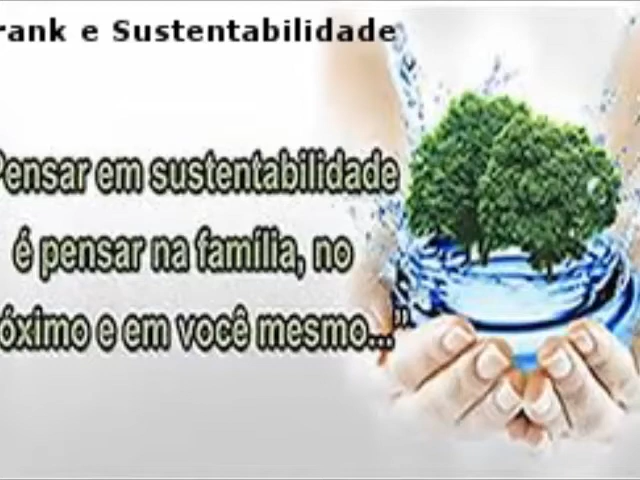 rank e Sustentabilidade
Pensar em sustentabilidade
é pensar na família, no
óximo e em você mesmo..."